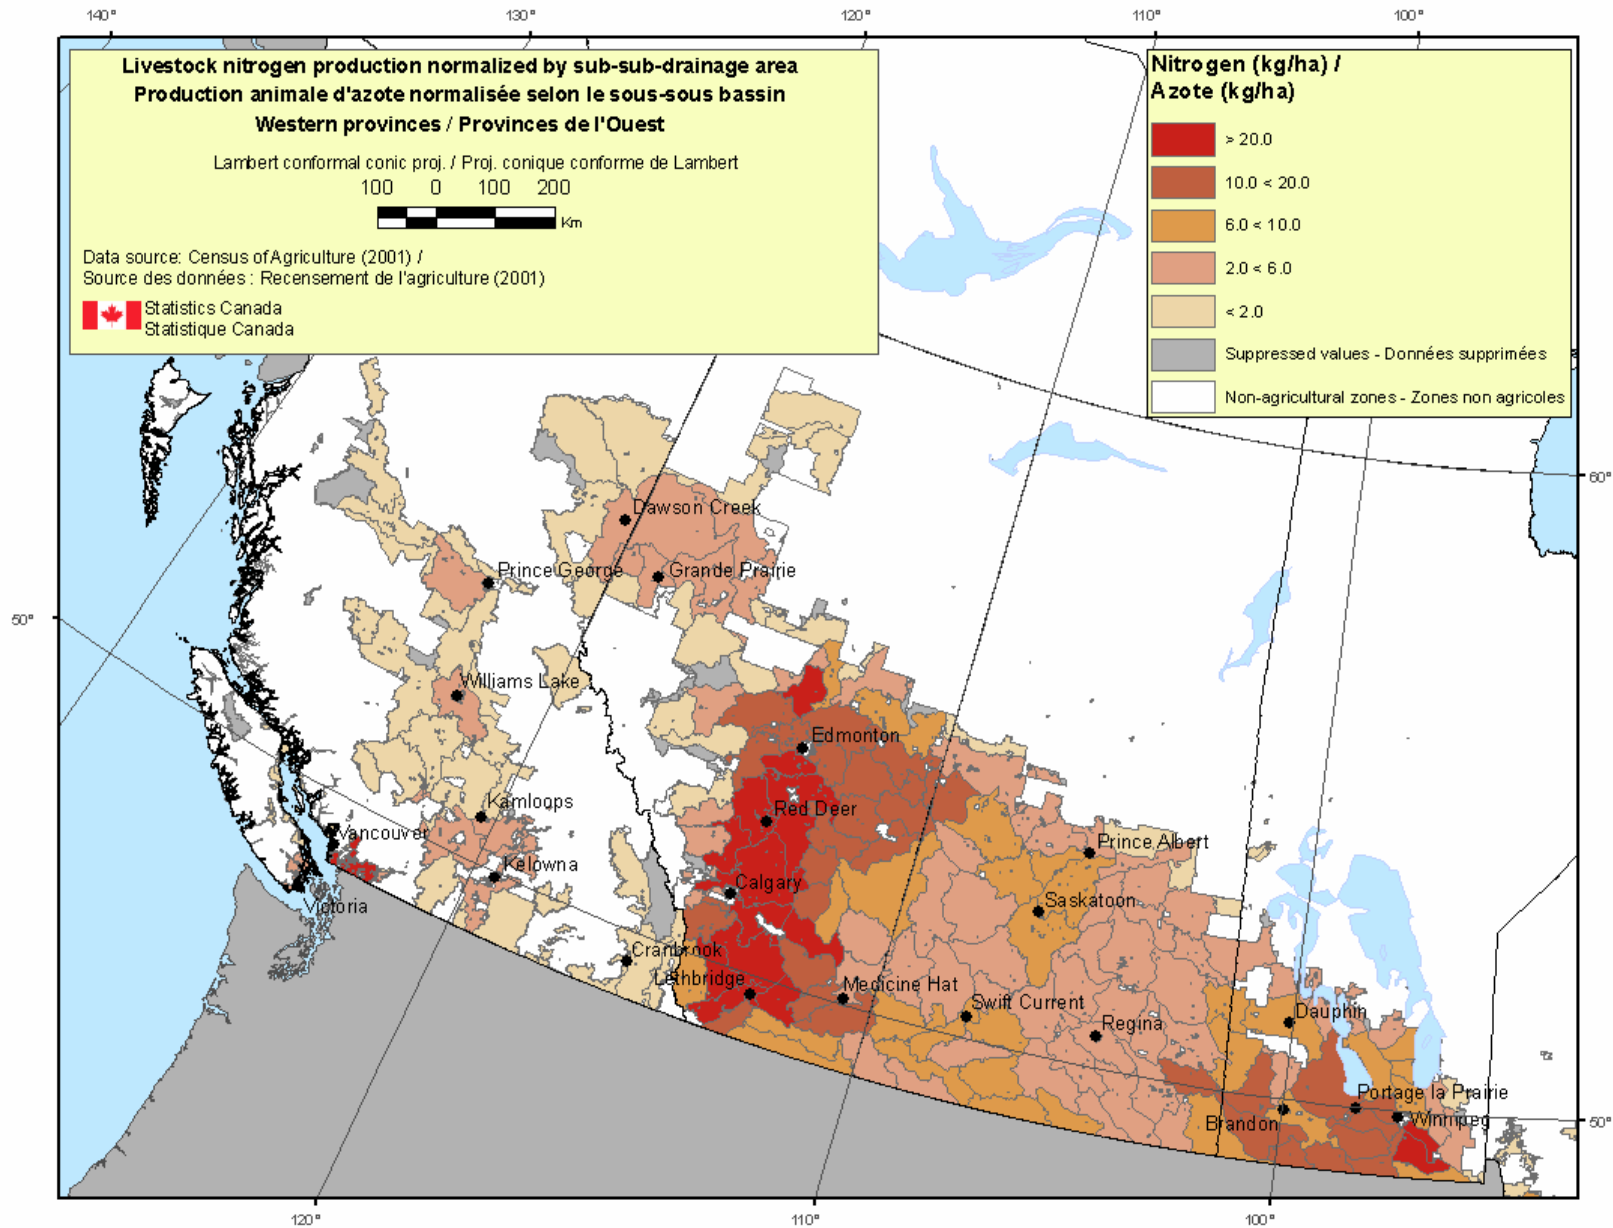 140°
130°
120°
110°
100°
Livestock nitrogen production normalized by sub-sub-drainage area
Production animale d'azote normalisée selon le sous-sous bassin
Western provinces / Provinces de l'Ouest
Lambert conformal conic proj. / Proj. conique conforme de Lambert
100 0 100 200
Km
Data source: Census of Agriculture (2001) /
Source des données : Recensement de l'agriculture (2001)
Statistics Canada
Statistique Canada
Nitrogen (kg/ha) /
Azote (kg/ha)
> 20.0
10.0 < 20.0
6.0 < 10.0
2.0 < 6.0
< 2.0
Suppressed values - Données supprimées
Non-agricultural zones - Zones non agricoles
60°
Dawson Creek
Prince George
Grande Prairie
50°
Williams Lake
Edmonton
Kamloops
Red Deer
Vancouver
Prince Albert
Kelowna
Calgary
Saskatoon
Victoria
Cranbrook
Lethbridge
Medicine Hat
Swift Current
Dauphin
Regina
Portage la Prairie
Brandon
Winnipeg
50°
120°
110°
100°